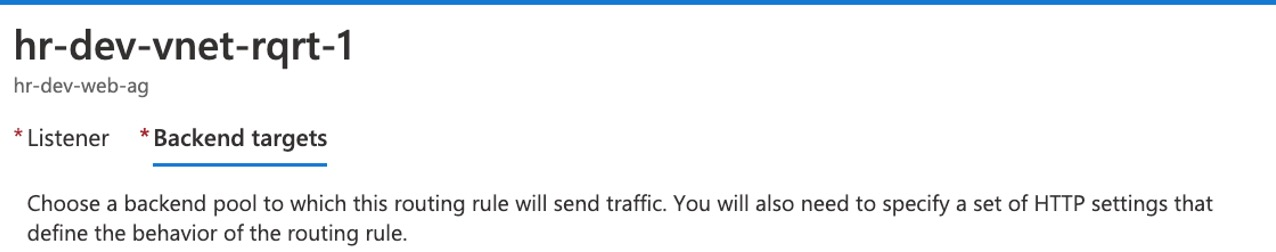 hr-dev-vnet-rqrt-1
hr-dev-web-ag
* Listener * Backend targets
Choose a backend pool to which this routing rule will send traffic. You will also need to specify a set of HTTP settings that
define the behavior of the routing rule.